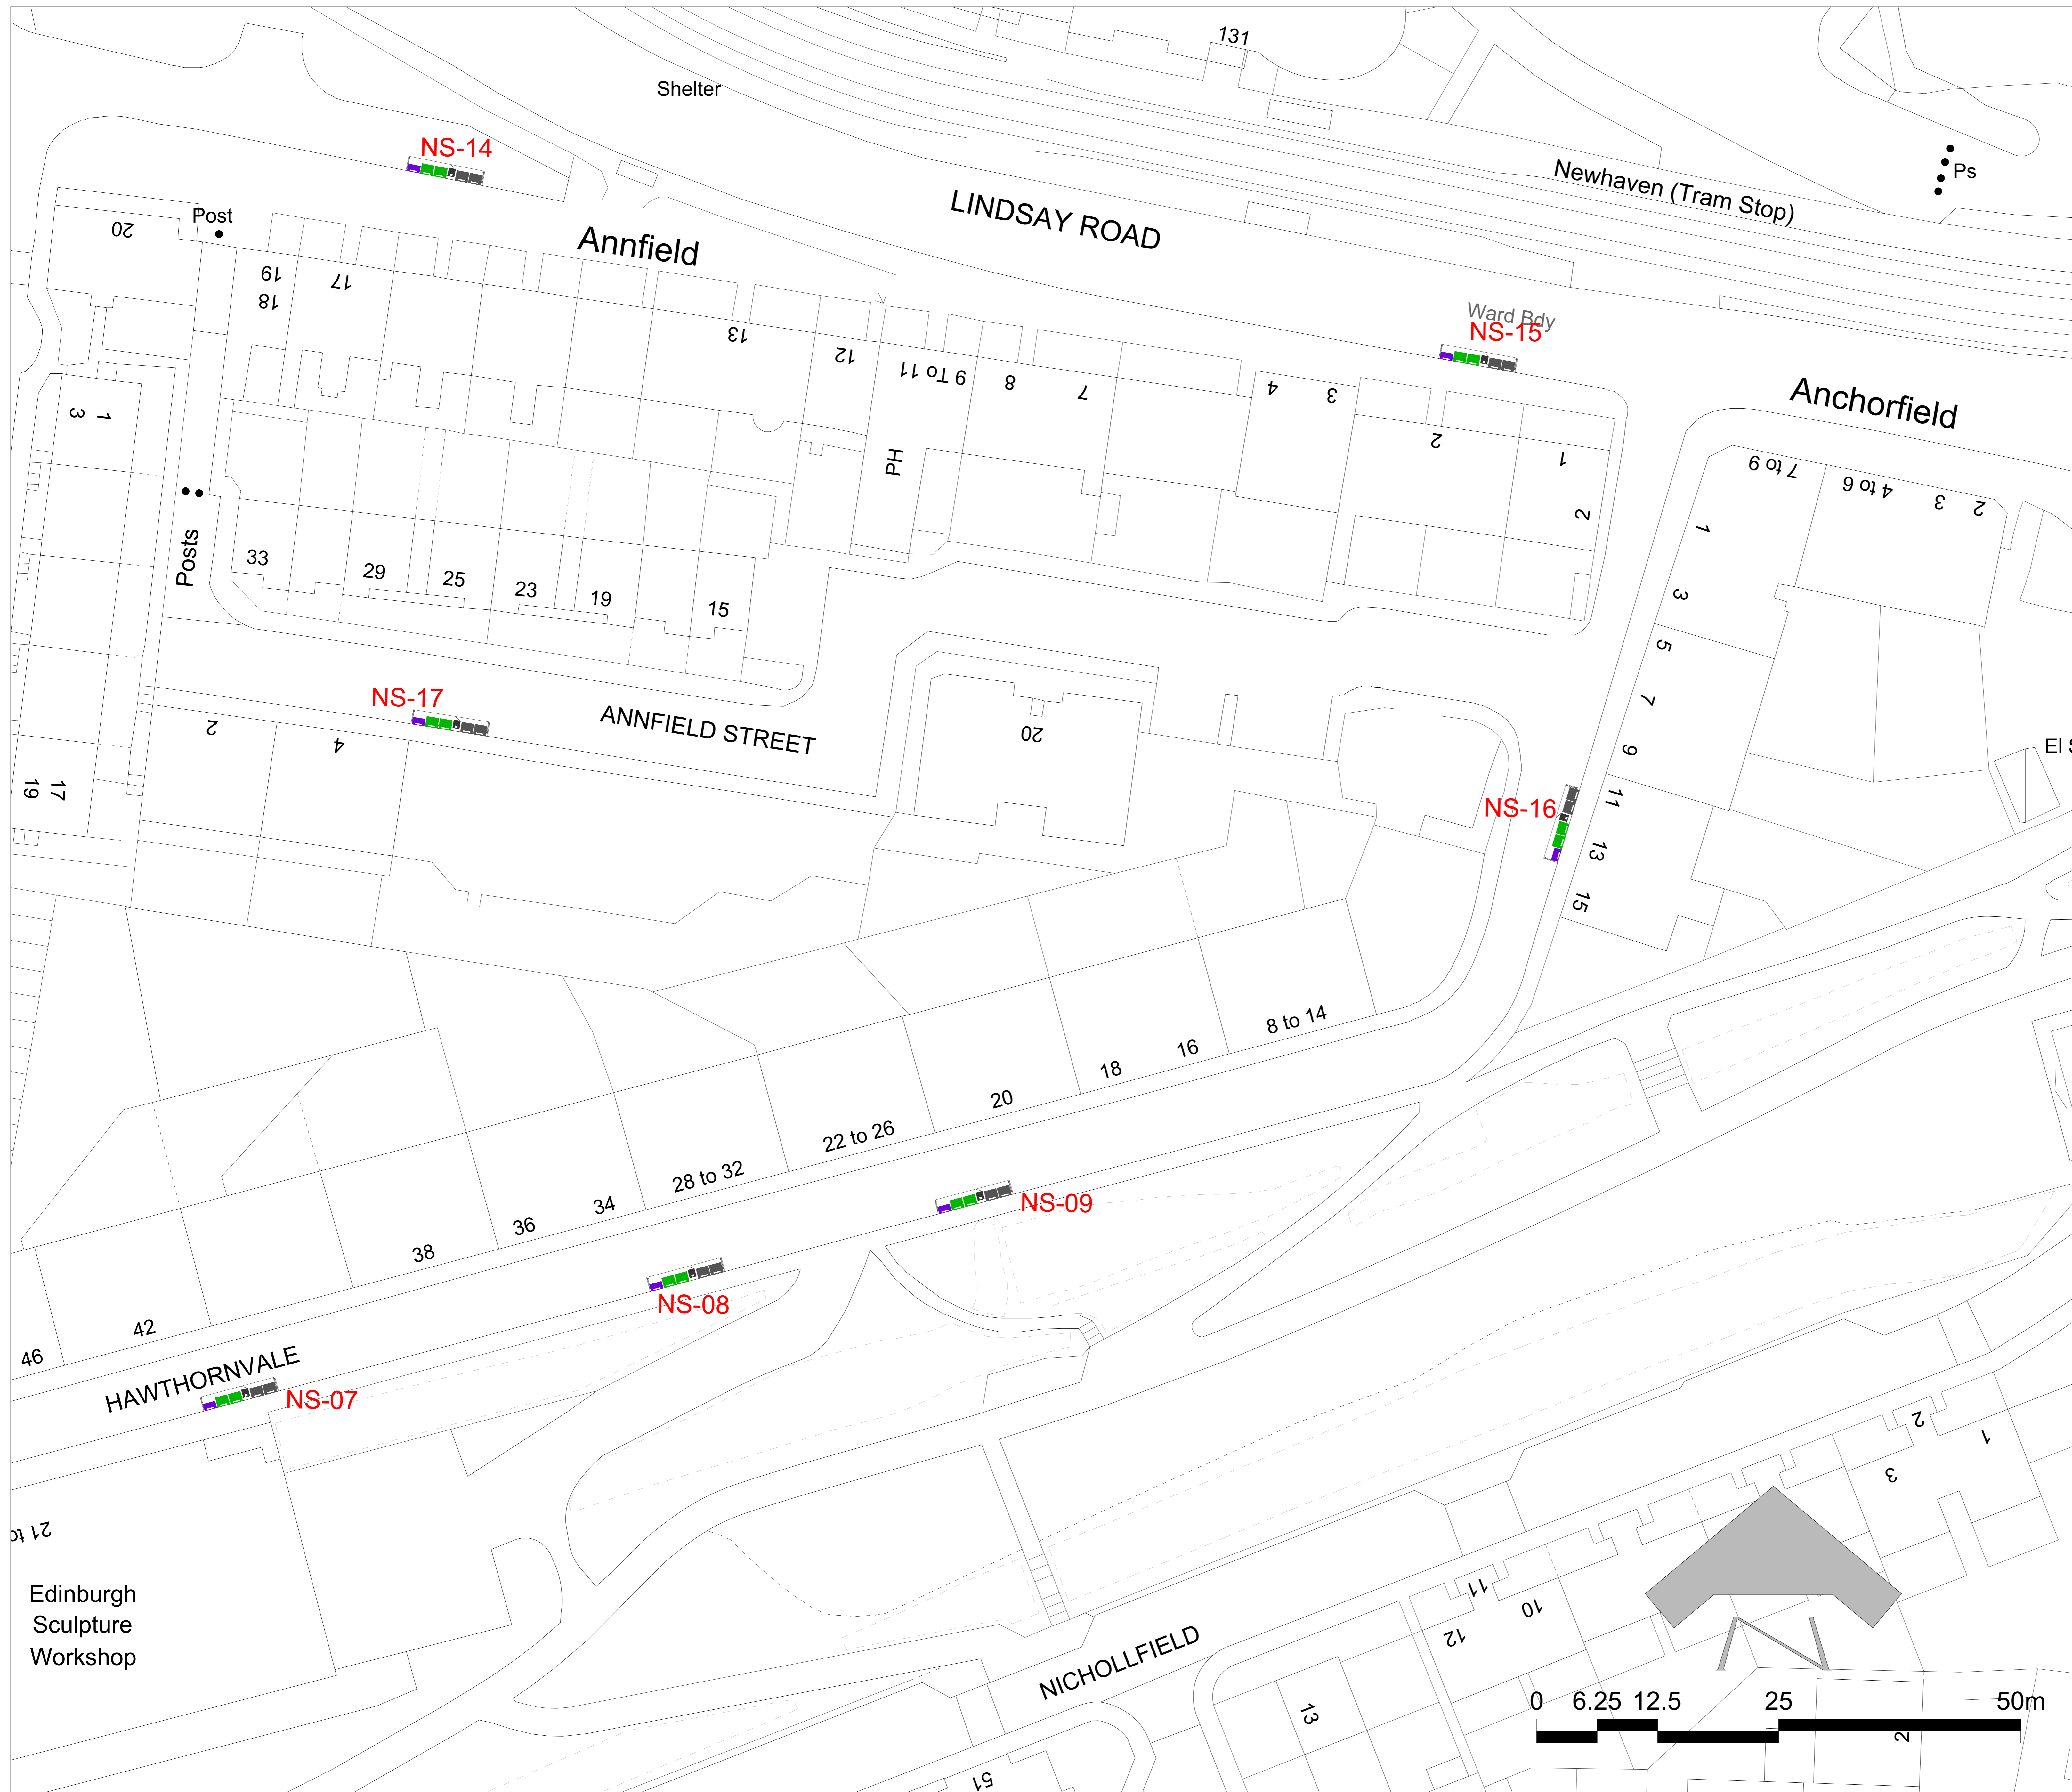 131
Shelter
NS-14
Ps
Newhaven (Tram Stop)
LINDSAY ROAD
20
Post
Annfield
19
18
17
13
12
9 To 11
8
7
4
3
2
1
2
Ward Bdy
NS-15
Anchorfield
7 to 9
4 to 6
3
2
1
3
5
7
9
11
13
15
1
3
PH
Posts
33
29
25
23
19
15
NS-17
ANNFIELD STREET
2
4
20
El S
17
19
NS-16
8 to 14
16
18
20
22 to 26
28 to 32
34
36
38
42
46
NS-09
NS-08
HAWTHORNVALE
NS-07
21 to
Edinburgh
Sculpture
Workshop
NICHOLLFIELD
1
2
3
10
11
12
13
51
0 6.25 12.5 25 50m
2